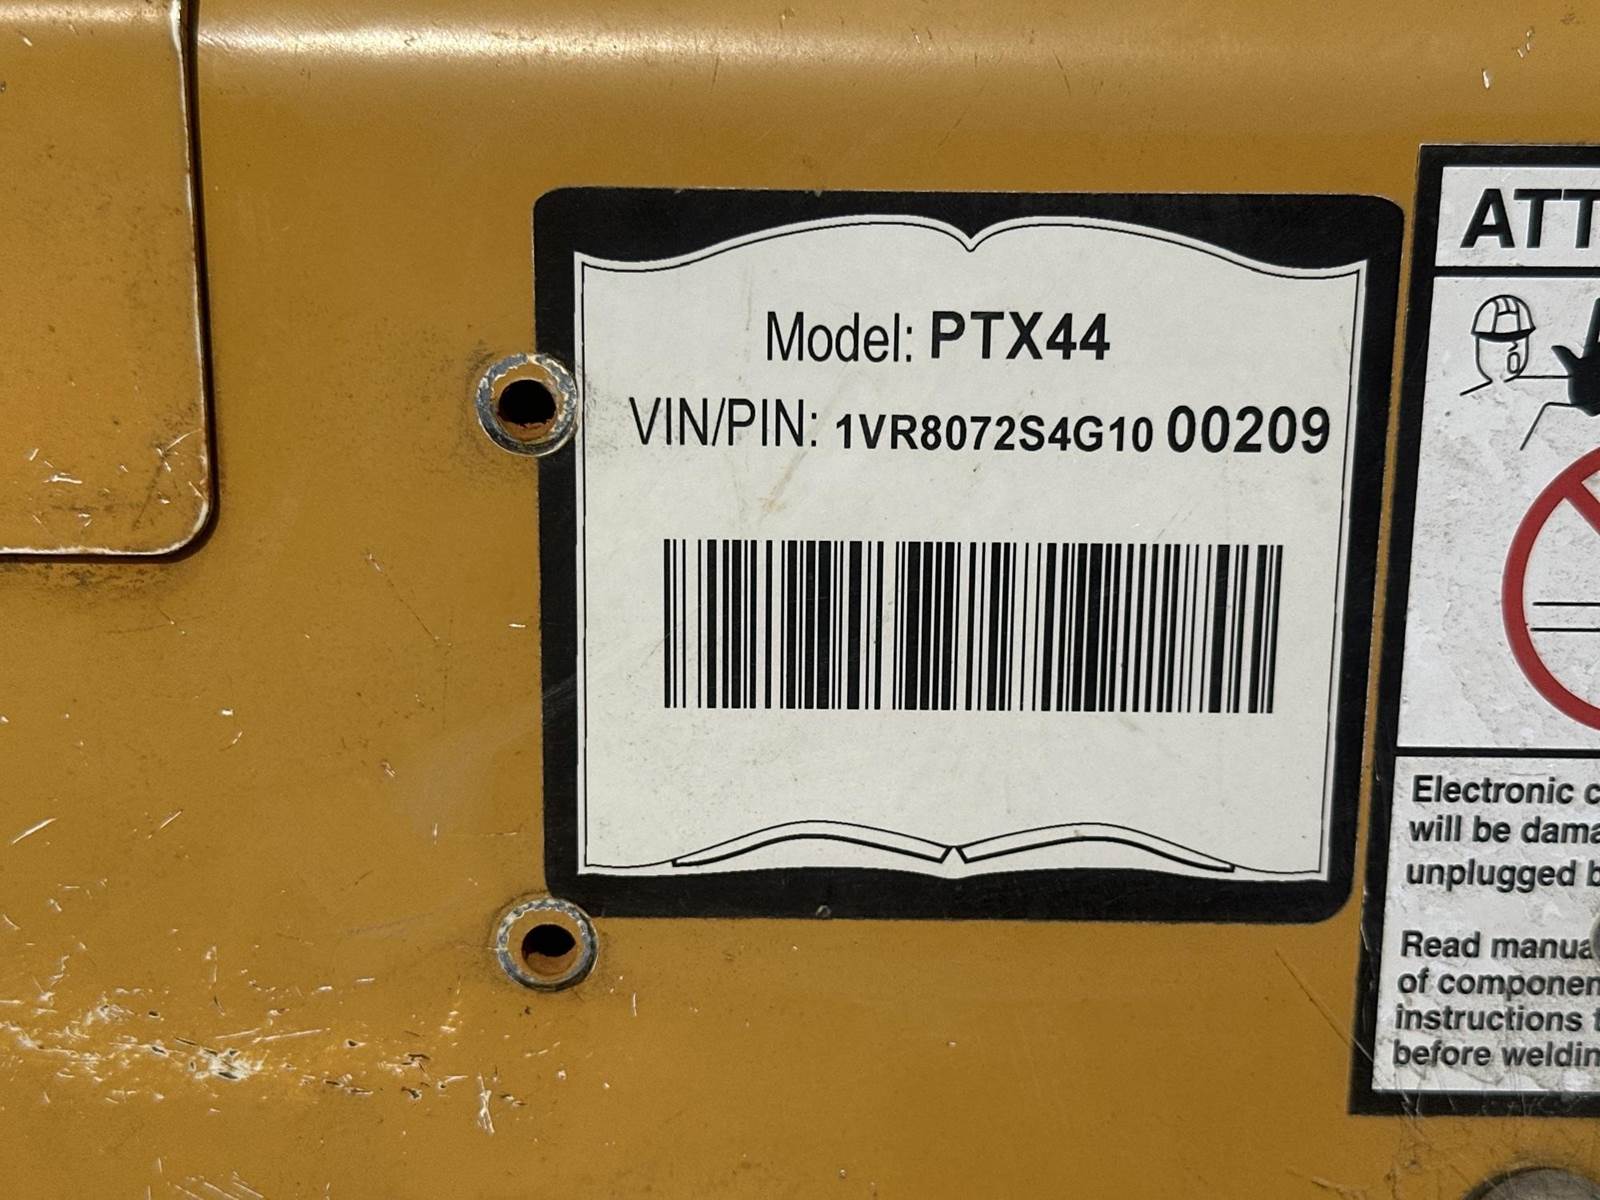 Model: PTX44
VIN/PIN: 1VR8072S4G10 00209
ATT
Electronic c
will be dama
unplugged b
Read manua
of componen
instructions t
before weldin